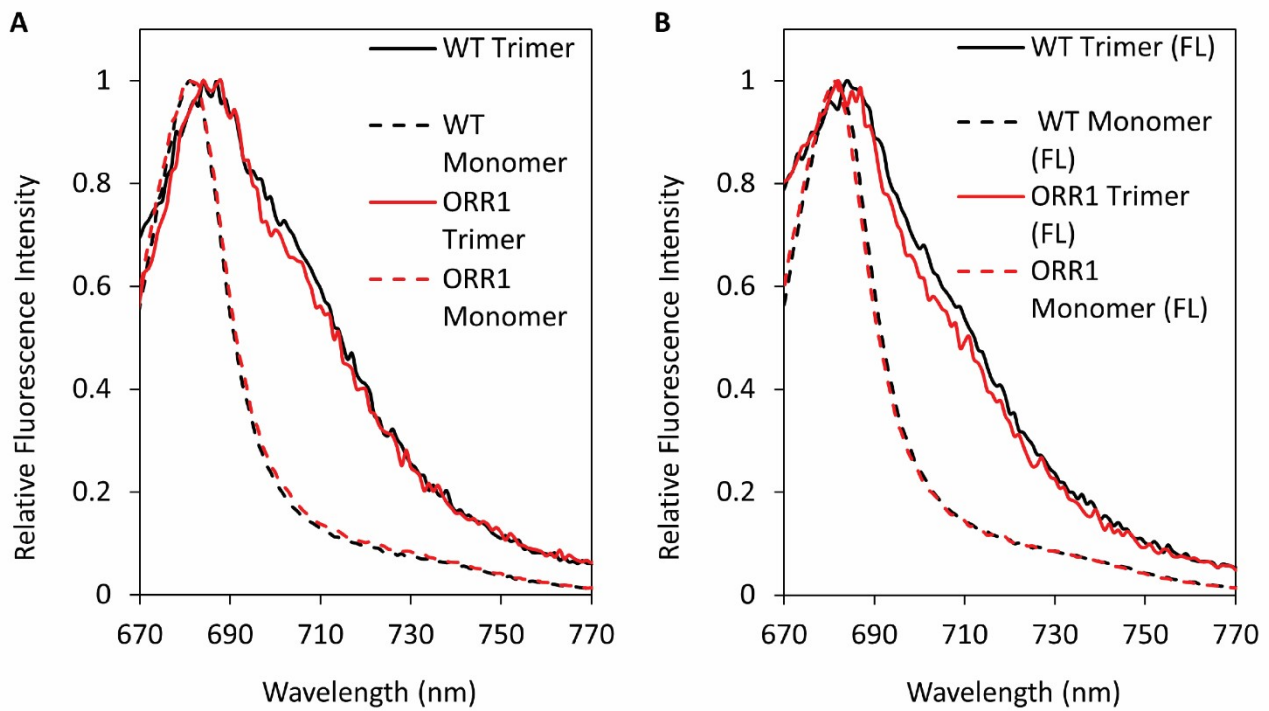 A
WT Trimer
WT
Monomer
ORR1
Trimer
ORR1
Monomer
Relative Fluorescence Intensity
1
0.8
0.6
0.4
0.2
0
670 690 710 730 750 770
Wavelength (nm)
B
WT Trimer (FL)
WT Monomer
(FL)
ORR1 Trimer
(FL)
ORR1
Monomer (FL)
Relative Fluorescence Intensity
1
0.8
0.6
0.4
0.2
0
670 690 710 730 750 770
Wavelength (nm)